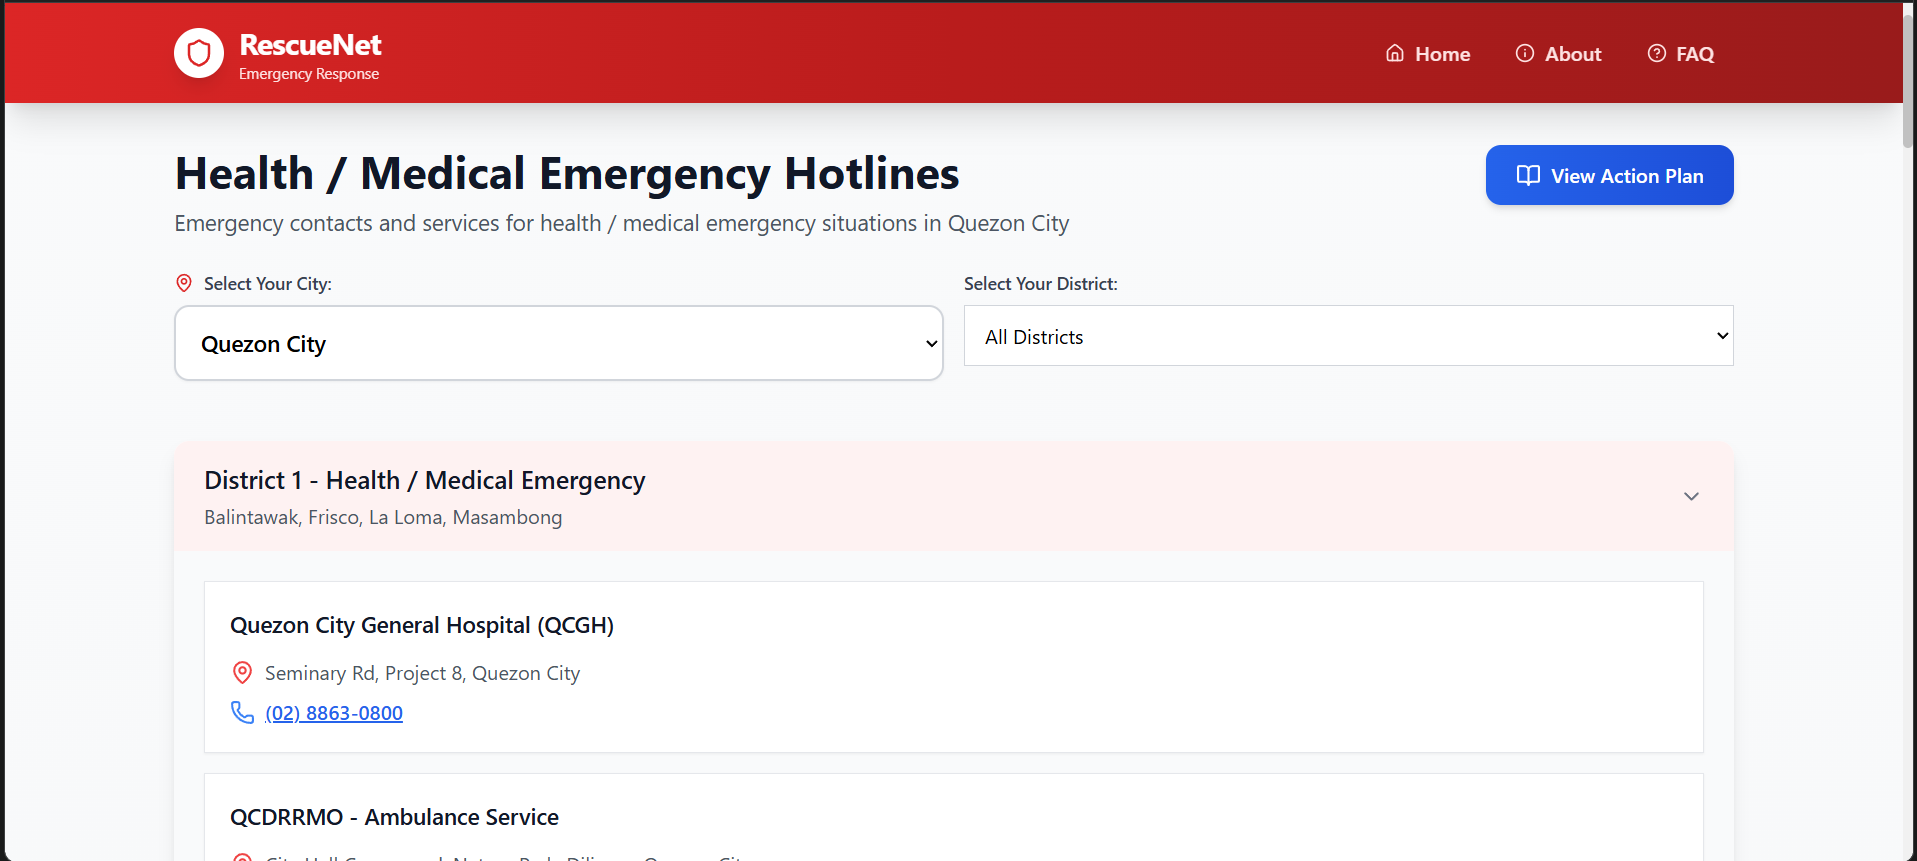 RescueNet
Emergency Response
Home
About
FAQ
Health / Medical Emergency Hotlines
View Action Plan
Emergency contacts and services for health / medical emergency situations in Quezon City
Select Your City:
Select Your District:
Quezon City
All Districts
District 1 - Health / Medical Emergency
Balintawak, Frisco, La Loma, Masambong
Quezon City General Hospital (QCGH)
Seminary Rd, Project 8, Quezon City
(02) 8863-0800
QCDRRMO - Ambulance Service